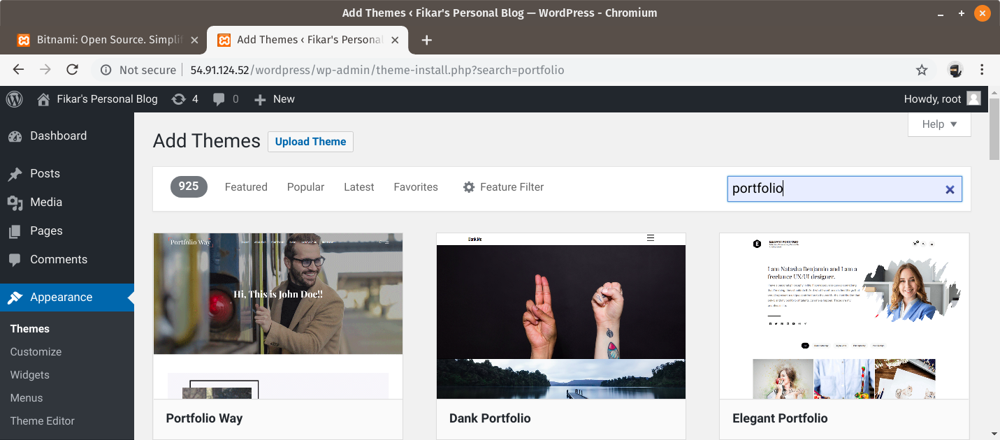 Add Themes ‹ Fikar's Personal Blog — WordPress - Chromium
Bitnami: Open Source. Simplif
Add Themes ‹ Fikar's Personal
Not secure
54.91.124.52/wordpress/wp-admin/theme-install.php?search=portfolio
Fikar's Personal Blog
4
0
New
Howdy, root
Dashboard
Posts
Media
Pages
Comments
Appearance
Themes
Customize
Widgets
Menus
Theme Editor
Add Themes
Upload Theme
Help
925
Featured
Popular
Latest
Favorites
Feature Filter
portfolio
Portfolio Way
Hi, This is John Doe!!
Portfolio Way
Dank.Me
Dank Portfolio
ELEGANT PORTFOLIO
I am Natasha Benjamin and I am a
freelance UX/UI designer.
Elegant Portfolio